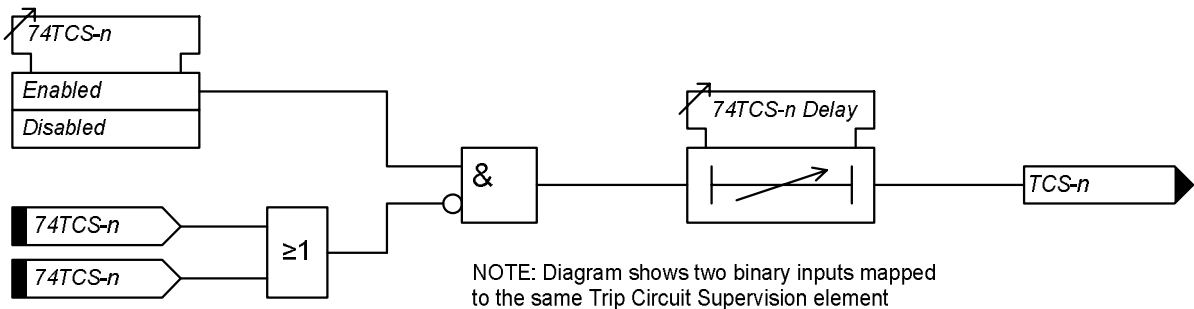 74TCS-n
Enabled
Disabled
74TCS-n Delay
&
TCS-n
74TCS-n
≥1
74TCS-n
NOTE: Diagram shows two binary inputs mapped
to the same Trip Circuit Supervision element